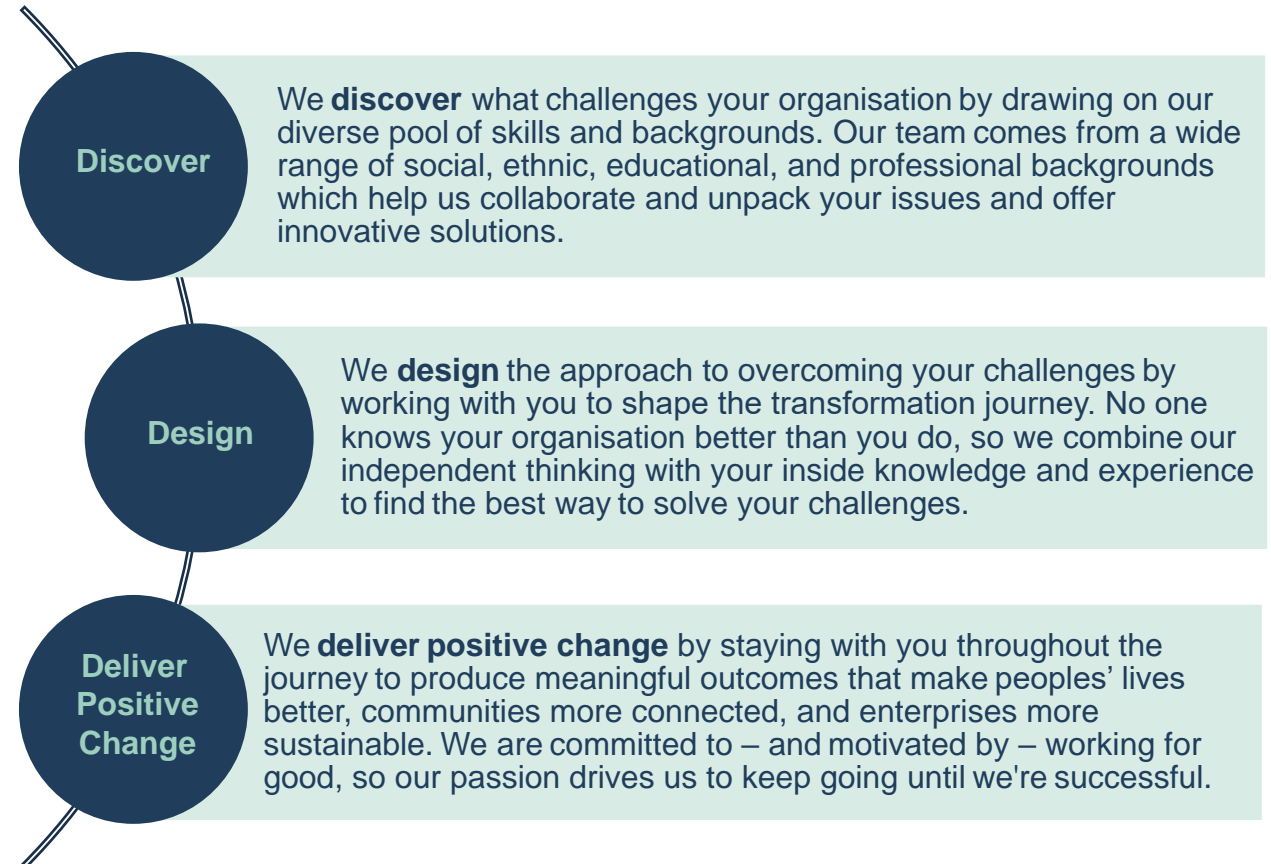 Discover
We discover what challenges your organisation by drawing on our
diverse pool of skills and backgrounds. Our team comes from a wide
range of social, ethnic, educational, and professional backgrounds
which help us collaborate and unpack your issues and offer
innovative solutions.
Design
We design the approach to overcoming your challenges by
working with you to shape the transformation journey. No one
knows your organisation better than you do, so we combine our
independent thinking with your inside knowledge and experience
to find the best way to solve your challenges.
Deliver
Positive
Change
We deliver positive change by staying with you throughout the
journey to produce meaningful outcomes that make peoples’ lives
better, communities more connected, and enterprises more
sustainable. We are committed to – and motivated by – working for
good, so our passion drives us to keep going until we're successful.